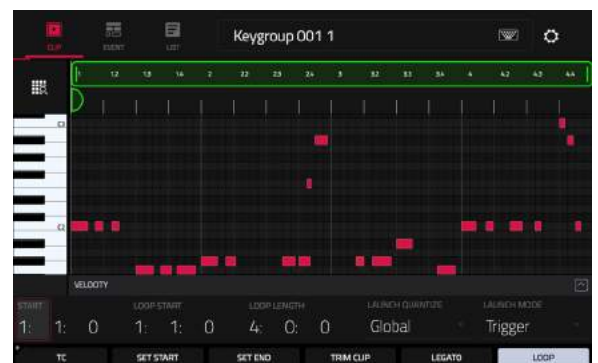 Keygroup 001 1
CLIP EVENT LIST
1 1.2 1.3 1.4 2 2.2 2.3 2.4 3 3.2 3.3 3.4 4 4.2 4.3 4.4
C3
C2
VELOCITY
START LOOP START LOOP LENGTH LAUNCH QUANTIZE LAUNCH MODE
1: 1: 0 1: 1: 0 4: 0: 0 Global Trigger
TC SET START SET END TRIM CLIP LEGATO LOOP